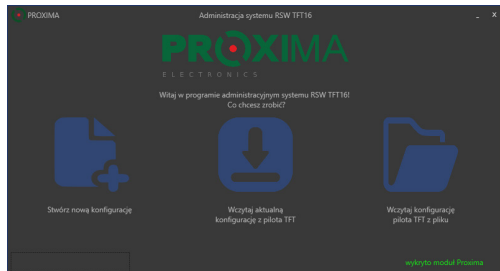 PROXIMA
Administracja systemu RSW TFT16
_ X
PROXIMA
ELECTRONICS
Witaj w programie administracyjnym systemu RSW TFT16!
Co chcesz zrobić?
Stwórz nową konfigurację
Wczytaj aktualną
konfigurację z pilota TFT
Wczytaj konfigurację
pilota TFT z pliku
wykryto moduł Proxima